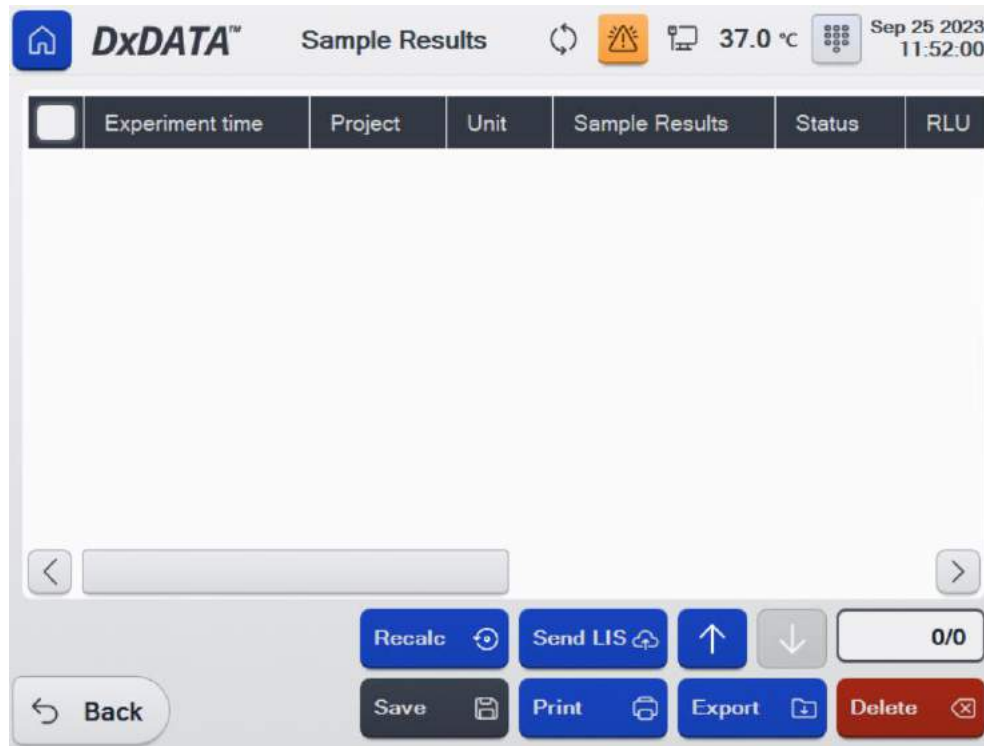 DxDATA™ Sample Results 37.0 °C Sep 25 2023
11:52:00
Experiment time Project Unit Sample Results Status RLU
Recalc Send LIS 0/0
Back Save Print Export Delete